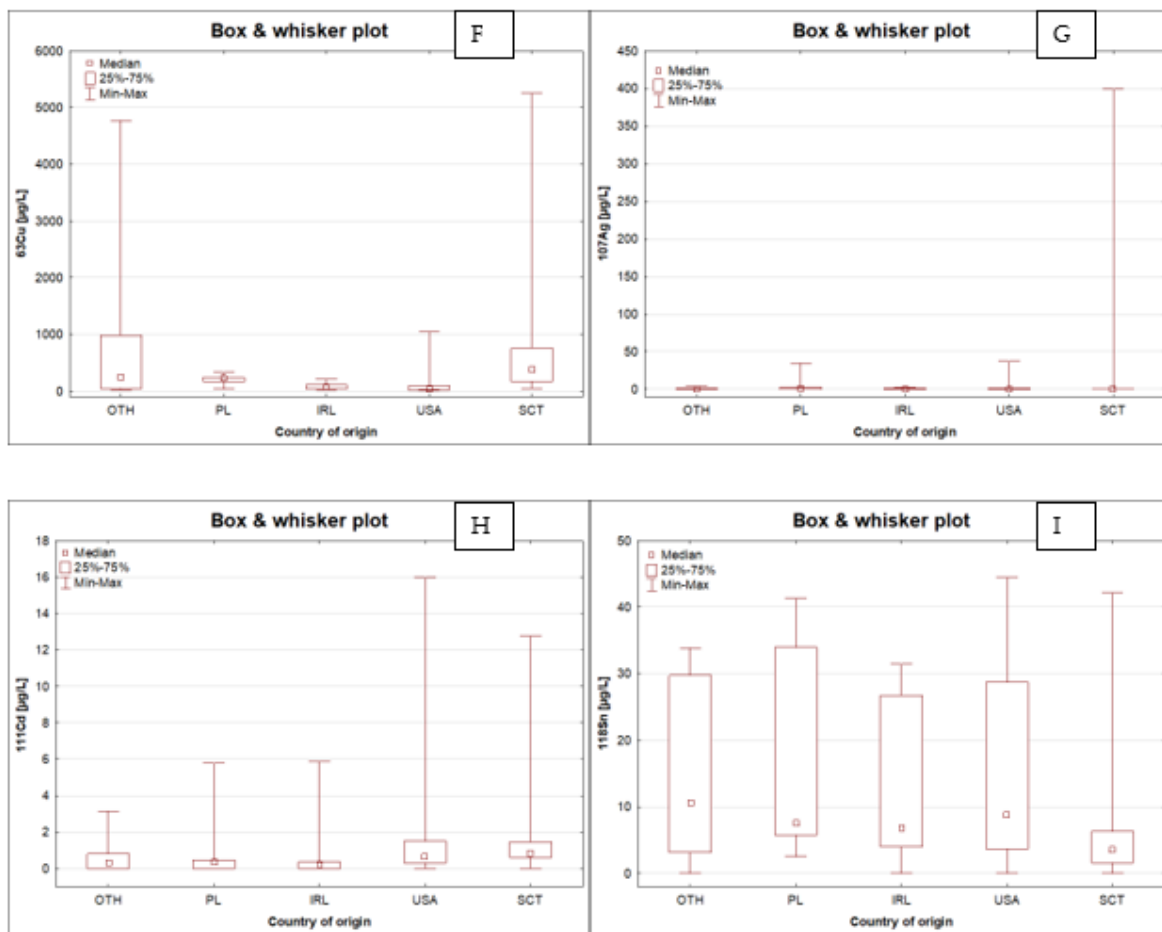 Box & whisker plot
F
6000
5000
4000
3000
2000
1000
0
63Cu [µg/L]
Median
25%-75%
Min-Max
OTH PL IRL USA SCT
Country of origin
Box & whisker plot
G
450
400
350
300
250
200
150
100
50
0
107Ag [µg/L]
Median
25%-75%
Min-Max
OTH PL IRL USA SCT
Country of origin
Box & whisker plot
H
18
16
14
12
10
8
6
4
2
0
111Cd [µg/L]
Median
25%-75%
Min-Max
OTH PL IRL USA SCT
Country of origin
Box & whisker plot
I
50
40
30
20
10
0
118Sn [µg/L]
Median
25%-75%
Min-Max
OTH PL IRL USA SCT
Country of origin